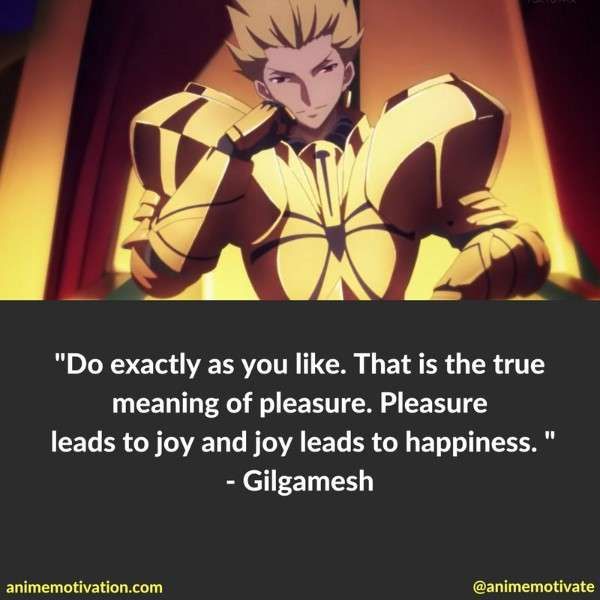 "Do exactly as you like. That is the true
meaning of pleasure. Pleasure
leads to joy and joy leads to happiness. "
- Gilgamesh
animemotivation.com
@animemotivate